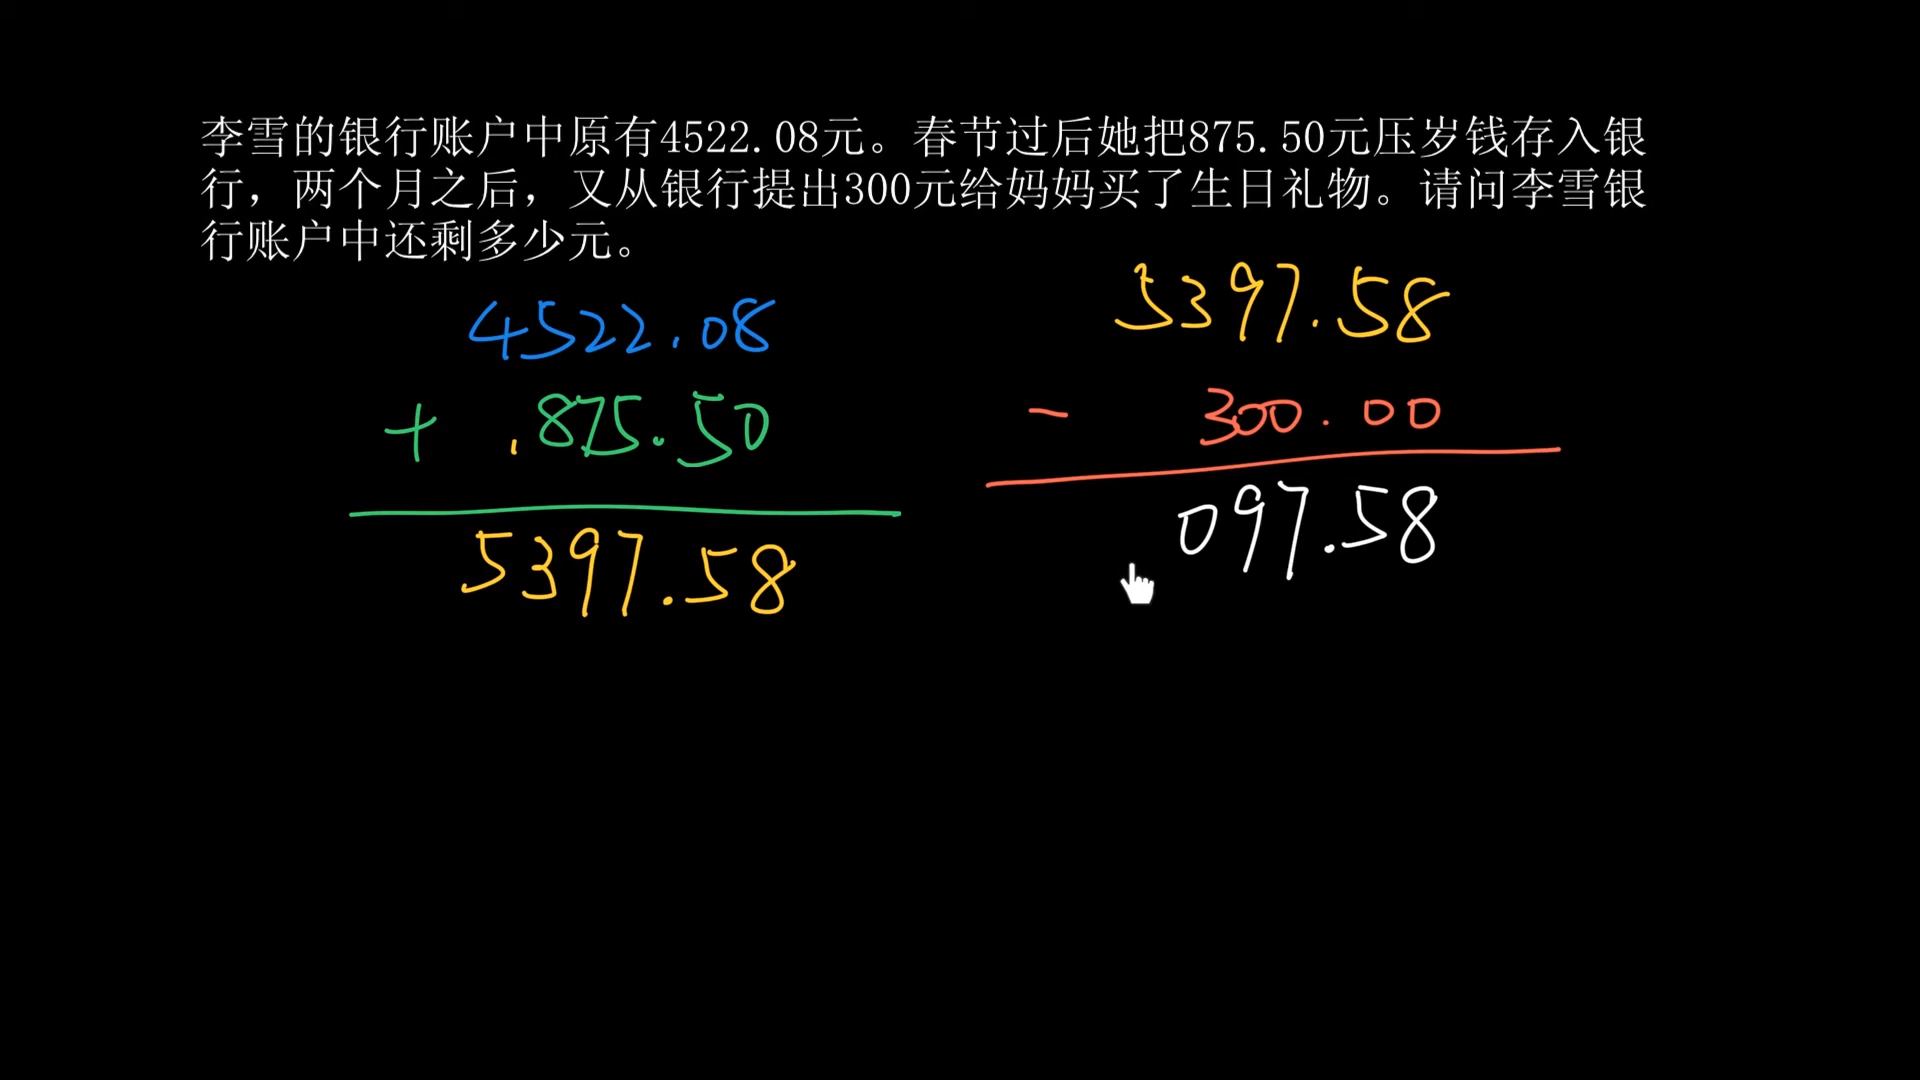 李雪的银行账户中原有4522.08元。春节过后她把875.50元压岁钱存入银
行，两个月之后，又从银行提出300元给妈妈买了生日礼物。请问李雪银
行账户中还剩多少元。
4522.08
+ .875.50
5397.58
5397.58
- 300.00
097.58